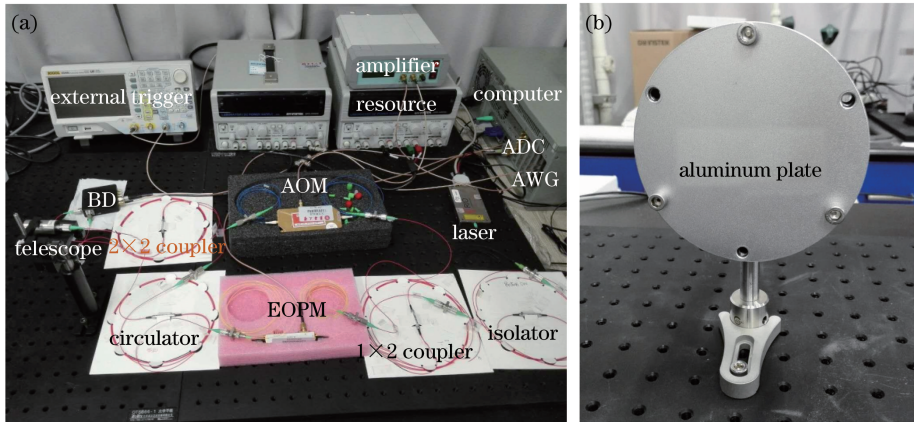 (a)
amplifier
external trigger
resource
computer
ADC
AOM
AWG
BD
laser
telescope 2×2 coupler
EOPM
circulator
isolator
1×2 coupler
(b)
aluminum plate